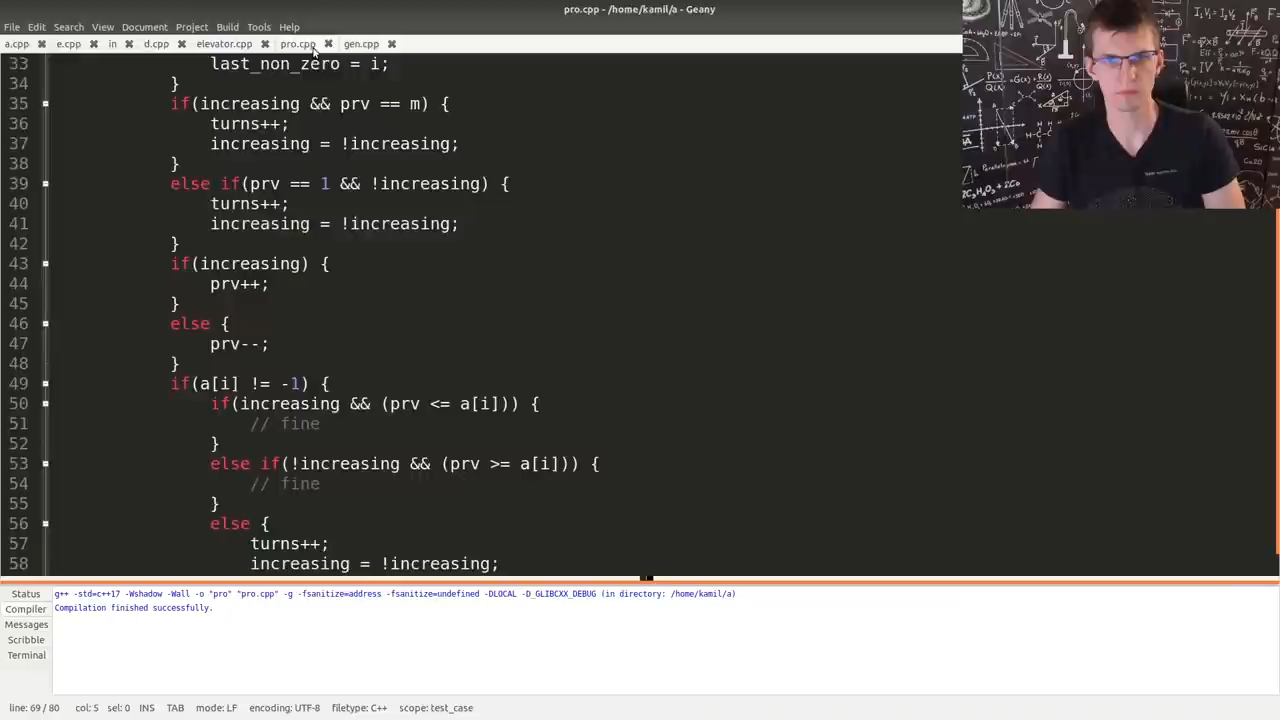 pro.cpp - /home/kamil/a - Geany
File Edit Search View Document Project Build Tools Help
a.cpp e.cpp in d.cpp elevator.cpp pro.cpp gen.cpp
33 last_non_zero = i;
34 }
35 if(increasing && prv == m) {
36 turns++;
37 increasing = !increasing;
38 }
39 else if(prv == 1 && !increasing) {
40 turns++;
41 increasing = !increasing;
42 }
43 if(increasing) {
44 prv++;
45 }
46 else {
47 prv--;
48 }
49 if(a[i] != -1) {
50 if(increasing && (prv <= a[i])) {
51 // fine
52 }
53 else if(!increasing && (prv >= a[i])) {
54 // fine
55 }
56 else {
57 turns++;
58 increasing = !increasing;
Status
Compiler
Messages
Scribble
Terminal
g++ -std=c++17 -Wshadow -Wall -o "pro" "pro.cpp" -g -fsanitize=address -fsanitize=undefined -DLOCAL -D_GLIBCXX_DEBUG (in directory: /home/kamil/a)
Compilation finished successfully.
line: 69 / 80 col: 5 sel: 0 INS TAB mode: LF encoding: UTF-8 filetype: C++ scope: test_case